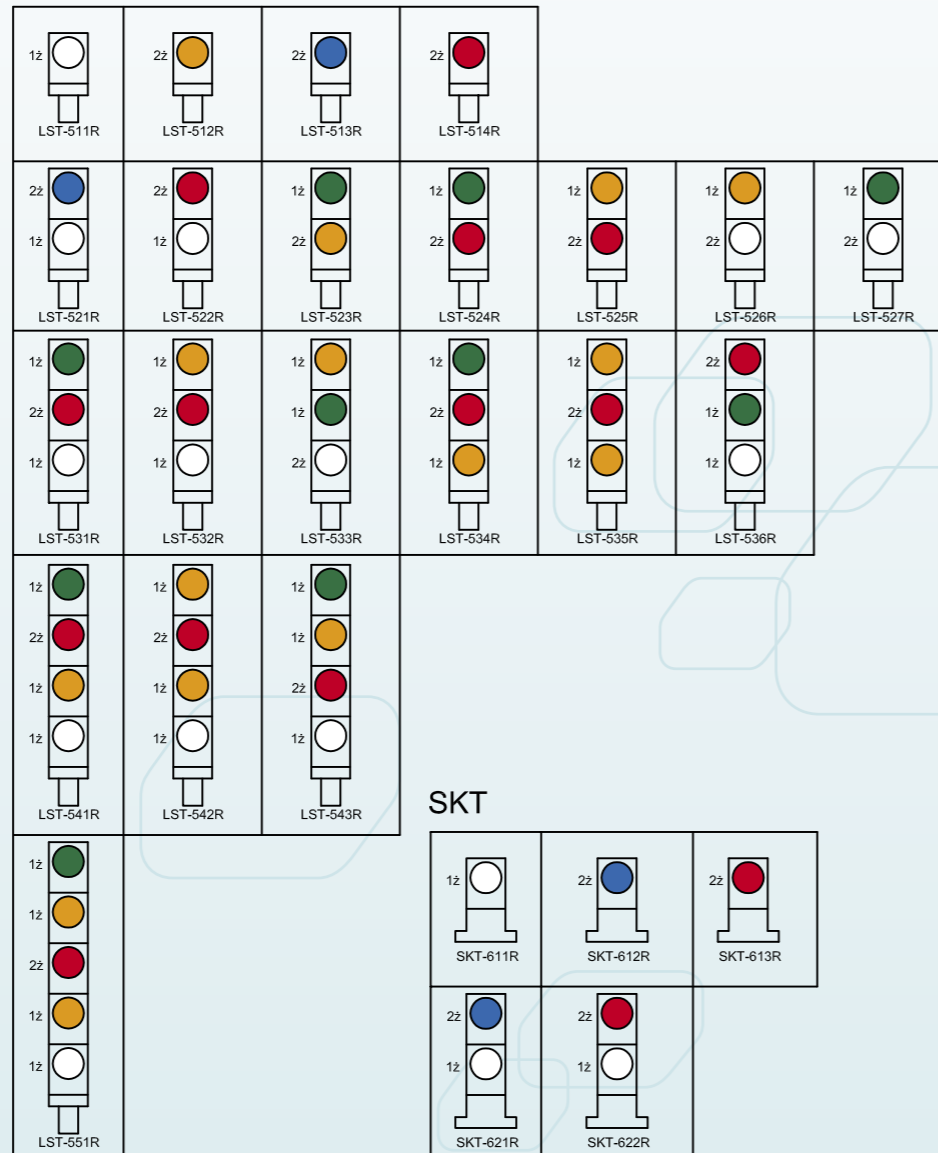 1ż 2ż 2ż 2ż
LST-511R LST-512R LST-513R LST-514R
2ż 2ż 1ż 1ż 1ż 1ż 1ż
1ż 1ż 2ż 2ż 2ż 2ż 2ż
LST-521R LST-522R LST-523R LST-524R LST-525R LST-526R LST-527R
1ż 1ż 1ż 1ż 1ż 2ż
2ż 2ż 1ż 2ż 2ż 1ż
1ż 1ż 2ż 1ż 1ż 1ż
LST-531R LST-532R LST-533R LST-534R LST-535R LST-536R
1ż 1ż 1ż
2ż 2ż 1ż
1ż 1ż 2ż
1ż 1ż 1ż
LST-541R LST-542R LST-543R
1ż
1ż
2ż
1ż
1ż
LST-551R
SKT
1ż 2ż 2ż
SKT-611R SKT-612R SKT-613R
2ż 2ż
1ż 1ż
SKT-621R SKT-622R